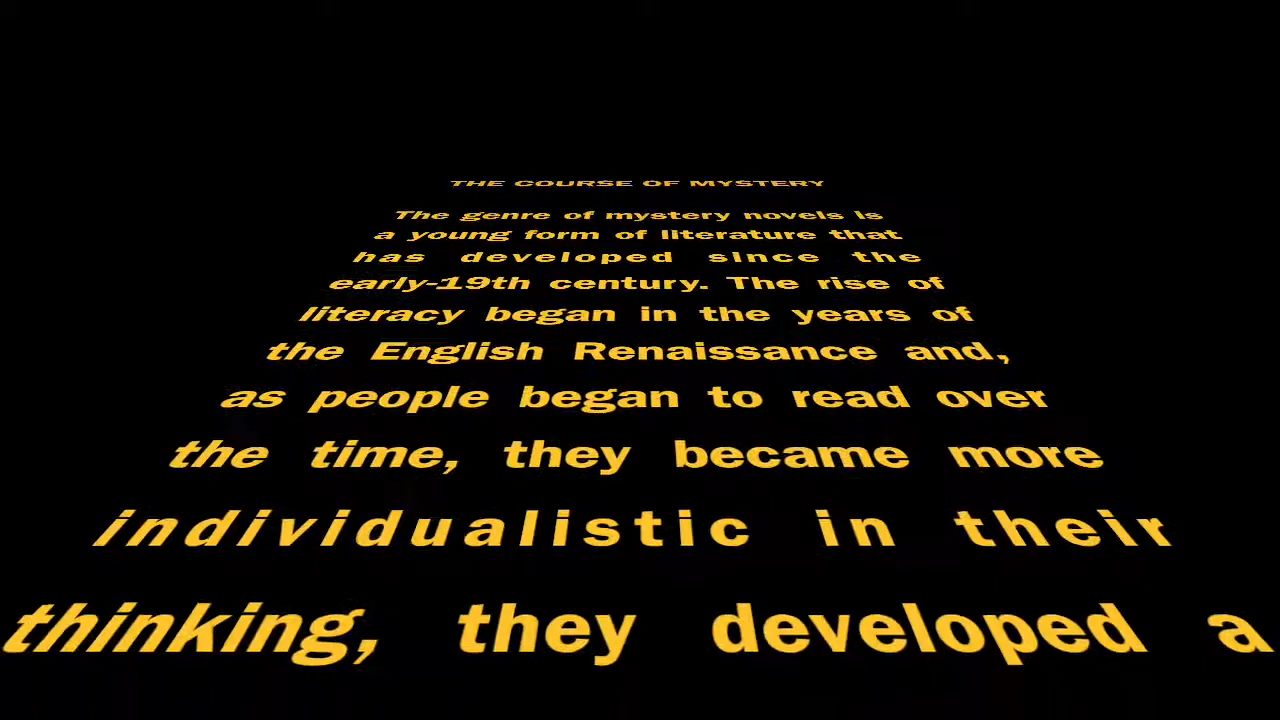 THE COURSE OF MYSTERY
The genre of mystery novels is
a young form of literature that
has developed since the
early-19th century. The rise of
literacy began in the years of
the English Renaissance and,
as people began to read over
the time, they became more
individualistic in their
thinking, they developed a